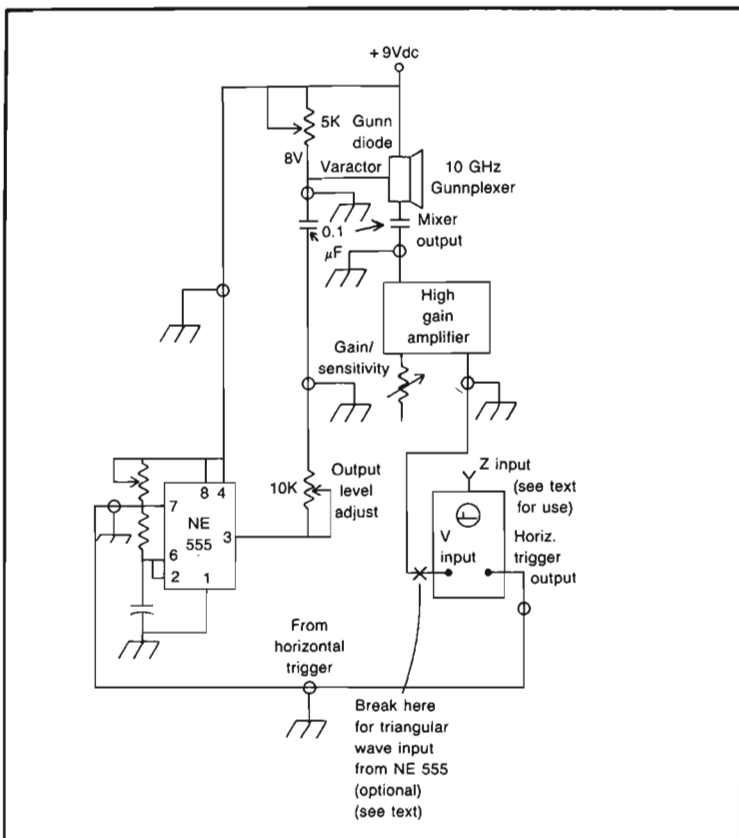 +9Vdc
5K
Gunn
diode
8V
Varactor
10 GHz
Gunnplexer
0.1
µF
Mixer
output
High
gain
amplifier
Gain/
sensitivity
Z input
(see text
for use)
10K
Output
level
adjust
8 4
7
NE
555
3
6
2
1
V
input
Horiz.
trigger
output
From
horizontal
trigger
Break here
for triangular
wave input
from NE 555
(optional)
(see text)